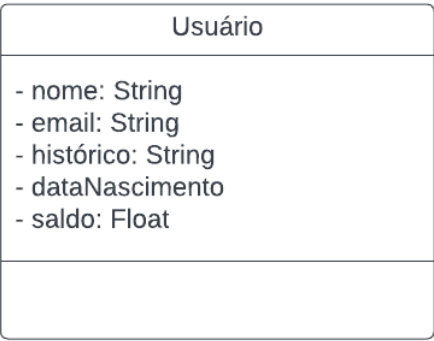 Usuário
- nome: String
- email: String
- histórico: String
- dataNascimento
- saldo: Float